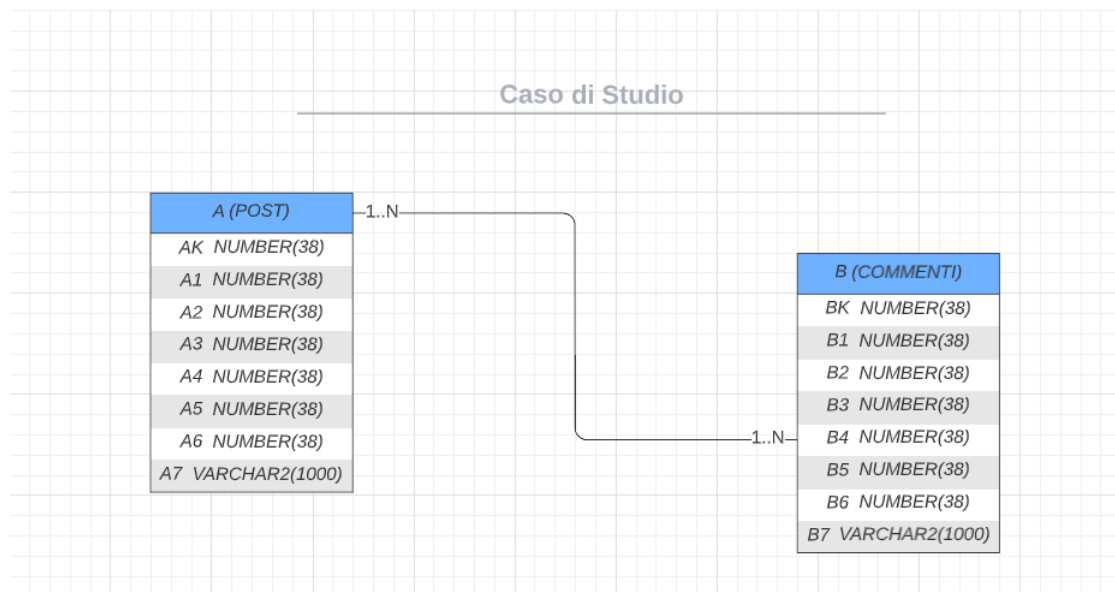 Caso di Studio
A (POST)
1..N
AK NUMBER(38)
A1 NUMBER(38)
A2 NUMBER(38)
A3 NUMBER(38)
A4 NUMBER(38)
A5 NUMBER(38)
A6 NUMBER(38)
A7 VARCHAR2(1000)
B (COMMENTI)
BK NUMBER(38)
B1 NUMBER(38)
B2 NUMBER(38)
B3 NUMBER(38)
1..N
B4 NUMBER(38)
B5 NUMBER(38)
B6 NUMBER(38)
B7 VARCHAR2(1000)